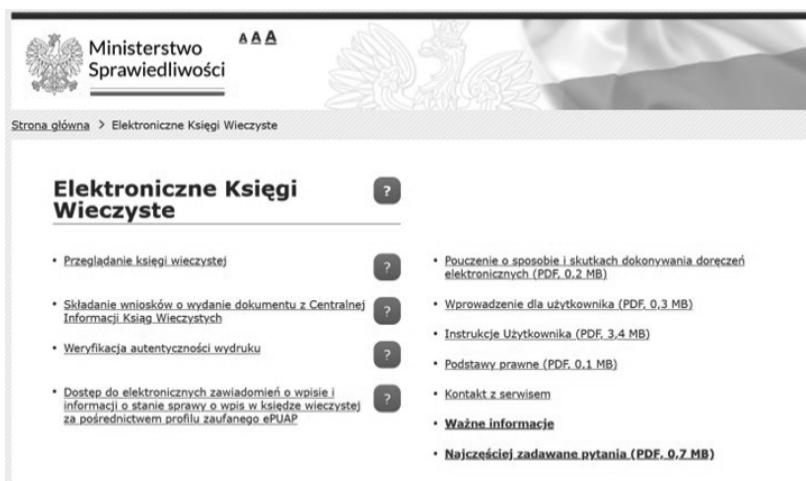 Ministerstwo
Sprawiedliwości
A A A
Strona główna > Elektroniczne Księgi Wieczyste
Elektroniczne Księgi
Wieczyste
?
• Przeglądanie księgi wieczystej
?
• Składanie wniosków o wydanie dokumentu z Centralnej
Informacji Ksiąg Wieczystych
?
• Weryfikacja autentyczności wydruku
?
• Dostęp do elektronicznych zawiadomień o wpisie i
informacji o stanie sprawy o wpis w księdze wieczystej
za pośrednictwem profilu zaufanego ePUAP
?
• Pouczenie o sposobie i skutkach dokonywania doręczeń
elektronicznych (PDF, 0,2 MB)
• Wprowadzenie dla użytkownika (PDF, 0,3 MB)
• Instrukcje Użytkownika (PDF, 3,4 MB)
• Podstawy prawne (PDF, 0,1 MB)
• Kontakt z serwisem
• Ważne informacje
• Najczęściej zadawane pytania (PDF, 0,7 MB)